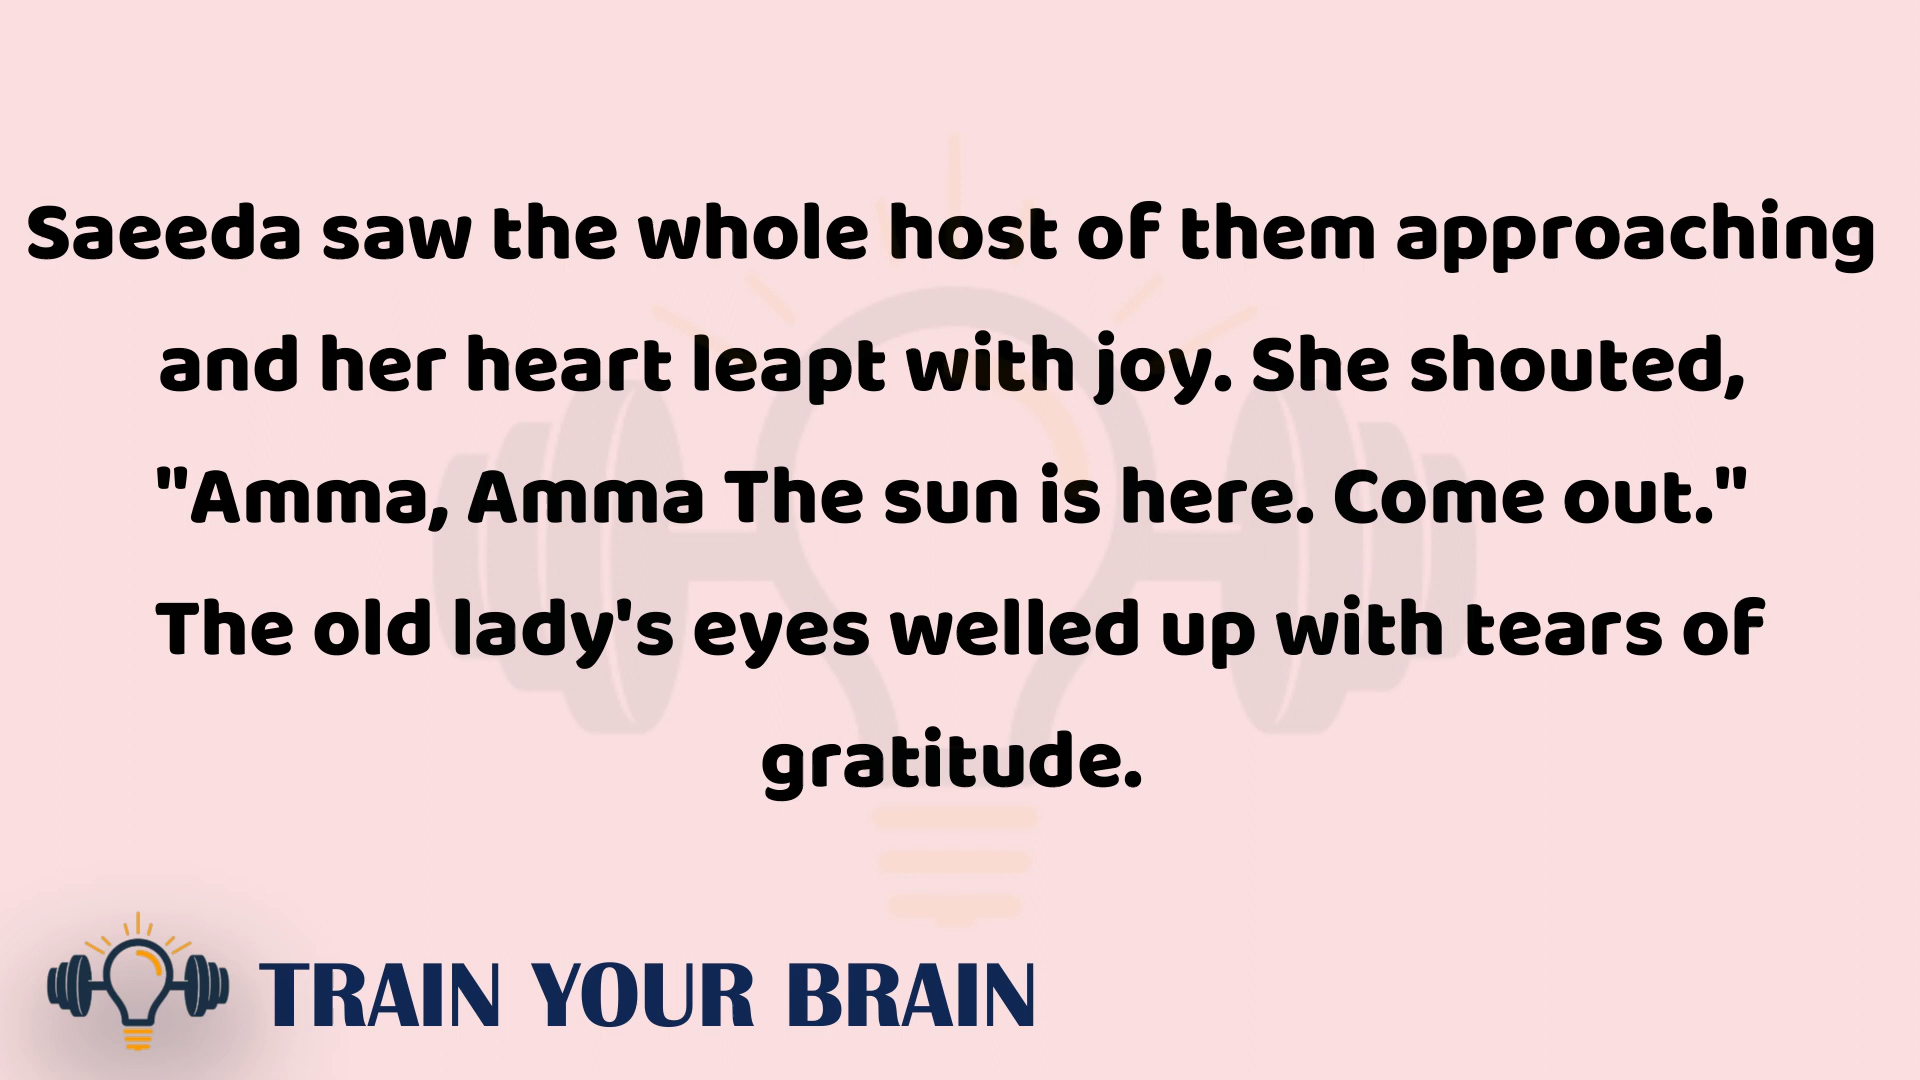 Saeeda saw the whole host of them approaching
and her heart leapt with joy. She shouted,
"Amma, Amma The sun is here. Come out."
The old lady's eyes welled up with tears of
gratitude.
TRAIN YOUR BRAIN